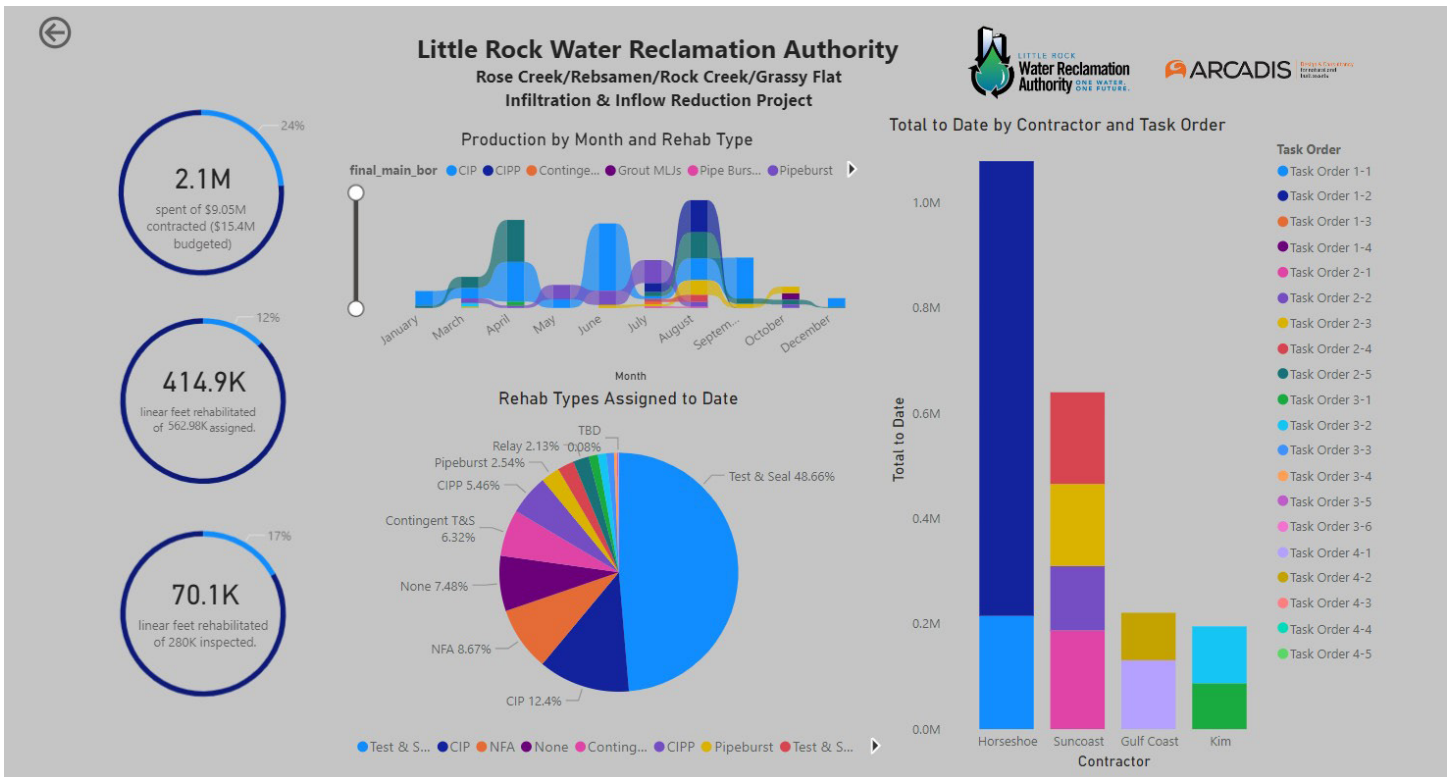 Little Rock Water Reclamation Authority
Rose Creek/Rebsamen/Rock Creek/Grassy Flat
Infiltration & Inflow Reduction Project
LITTLE ROCK
Water Reclamation
Authority ONE WATER.
ONE FUTURE.
ARCADIS
24%
2.1M
spent of $9.05M
contracted ($15.4M
budgeted)
12%
414.9K
linear feet rehabilitated
of 562.98K assigned.
17%
70.1K
linear feet rehabilitated
of 280K inspected.
Production by Month and Rehab Type
final_main_bor CIP CIPP Continge... Grout MLJs Pipe Burs... Pipeburst
January
March
April
May
June
July
August
Septem...
October
December
Month
Rehab Types Assigned to Date
TBD
0.08%
Relay 2.13%
Pipeburst 2.54%
CIPP 5.46%
Contingent T&S
6.32%
None 7.48%
NFA 8.67%
CIP 12.4%
Test & Seal 48.66%
Test & S... CIP NFA None Conting... CIPP Pipeburst Test & S...
Total to Date by Contractor and Task Order
Total to Date
1.0M
0.8M
0.6M
0.4M
0.2M
0.0M
Horseshoe
Suncoast
Gulf Coast
Kim
Contractor
Task Order
Task Order 1-1
Task Order 1-2
Task Order 1-3
Task Order 1-4
Task Order 2-1
Task Order 2-2
Task Order 2-3
Task Order 2-4
Task Order 2-5
Task Order 3-1
Task Order 3-2
Task Order 3-3
Task Order 3-4
Task Order 3-5
Task Order 3-6
Task Order 4-1
Task Order 4-2
Task Order 4-3
Task Order 4-4
Task Order 4-5